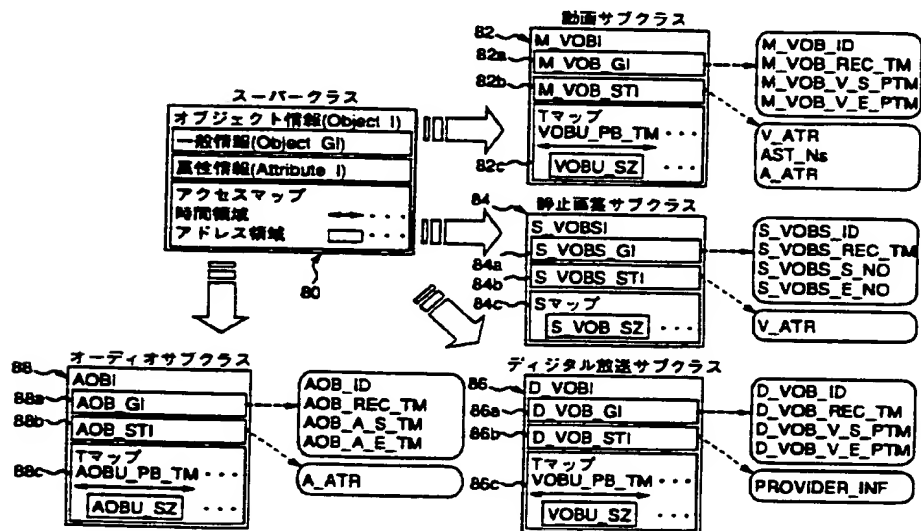 スーパークラス
オブジェクト情報(Object_I)
一般情報(Object_GI)
属性情報(Attribute_I)
アクセスマップ
時間領域 ・・・
アドレス領域 ・・・
80
動画サブクラス
82
M_VOBI
82a
M_VOB_GI
82b
M_VOB_STI
Tマップ
VOBU_PB_TM ・・・
82c
VOBU_SZ ・・・
M_VOB_ID
M_VOB_REC_TM
M_VOB_V_S_PTM
M_VOB_V_E_PTM
V_ATR
AST_Ns
A_ATR
84
静止画集サブクラス
S_VOBSI
84a
S_VOBS_GI
84b
S_VOBS_STI
84c
Sマップ
S_VOB_SZ ・・・
S_VOBS_ID
S_VOBS_REC_TM
S_VOBS_S_NO
S_VOBS_E_NO
V_ATR
オーディオサブクラス
88
AOBI
88a
AOB_GI
88b
AOB_STI
Tマップ
AOBU_PB_TM ・・・
88c
AOBU_SZ ・・・
AOB_ID
AOB_REC_TM
AOB_A_S_TM
AOB_A_E_TM
A_ATR
ディジタル放送サブクラス
86
D_VOBI
86a
D_VOB_GI
86b
D_VOB_STI
Tマップ
VOBU_PB_TM ・・・
86c
VOBU_SZ ・・・
D_VOB_ID
D_VOB_REC_TM
D_VOB_V_S_PTM
D_VOB_V_E_PTM
PROVIDER_INF